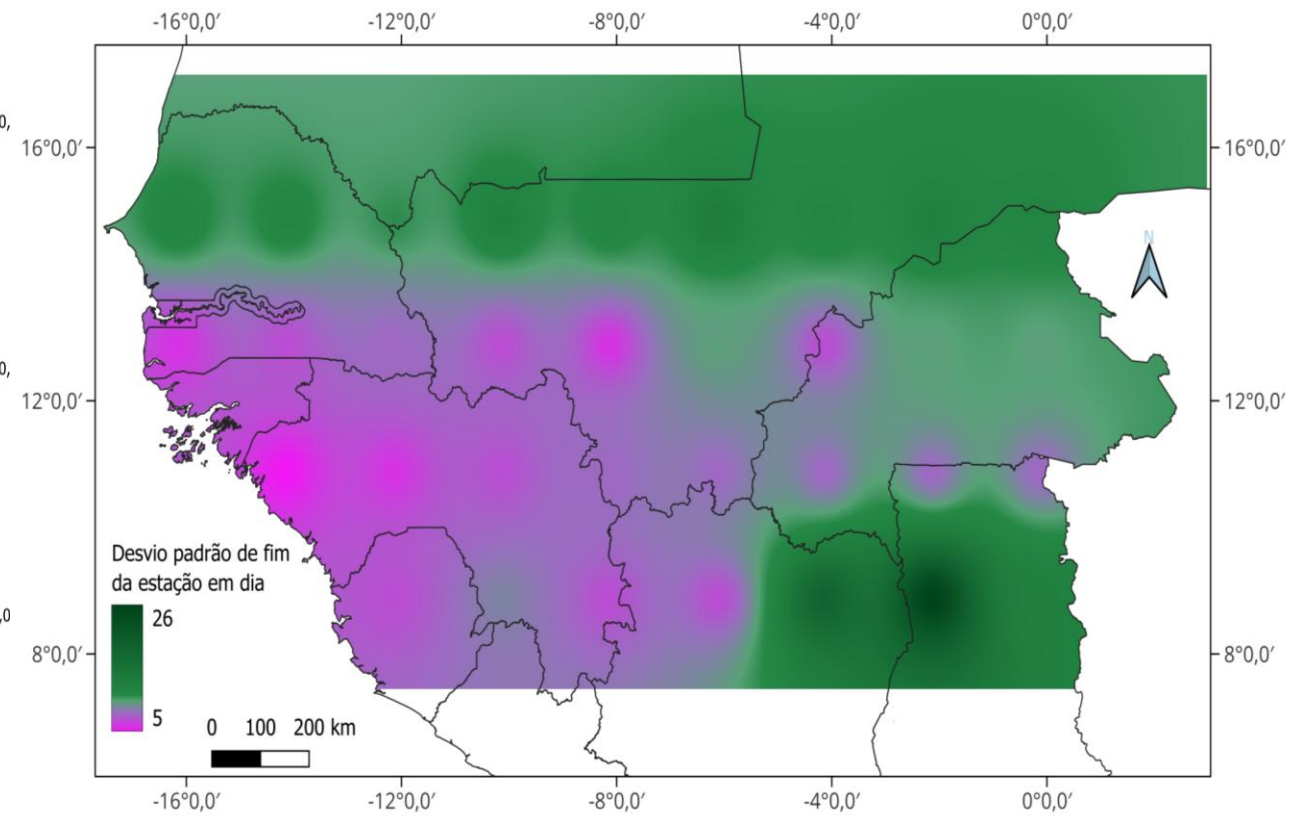 -16°0,0′ -12°0,0′ -8°0,0′ -4°0,0′ 0°0,0′
0,
16°0,0′ 16°0,0′
N
0,
12°0,0′ 12°0,0′
Desvio padrão de fim
da estação em dia
26
,0
8°0,0′ 8°0,0′
5
0 100 200 km
-16°0,0′ -12°0,0′ -8°0,0′ -4°0,0′ 0°0,0′